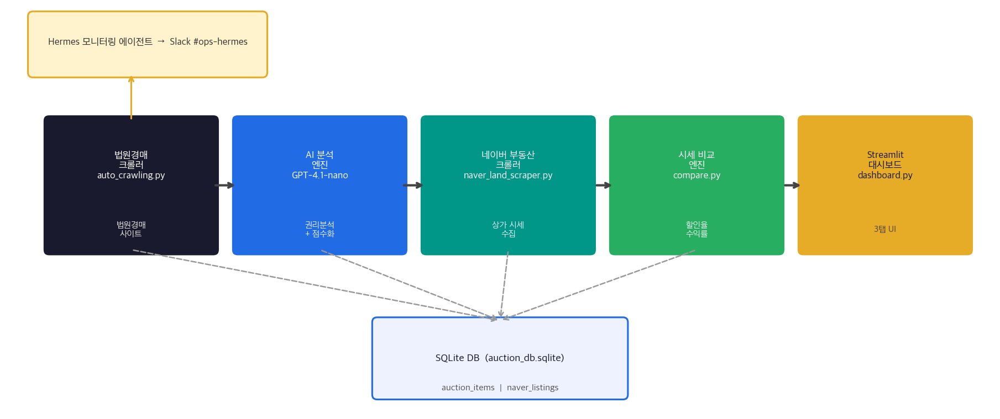 Hermes 모니터링 에이전트 → Slack #ops-hermes
법원경매
크롤러
auto_crawling.py
법원경매
사이트
AI 분석
엔진
GPT-4.1-nano
권리분석
+ 점수화
네이버 부동산
크롤러
naver_land_scraper.py
상가 시세
수집
시세 비교
엔진
compare.py
할인율
수익률
Streamlit
대시보드
dashboard.py
3탭 UI
SQLite DB (auction_db.sqlite)
auction_items | naver_listings